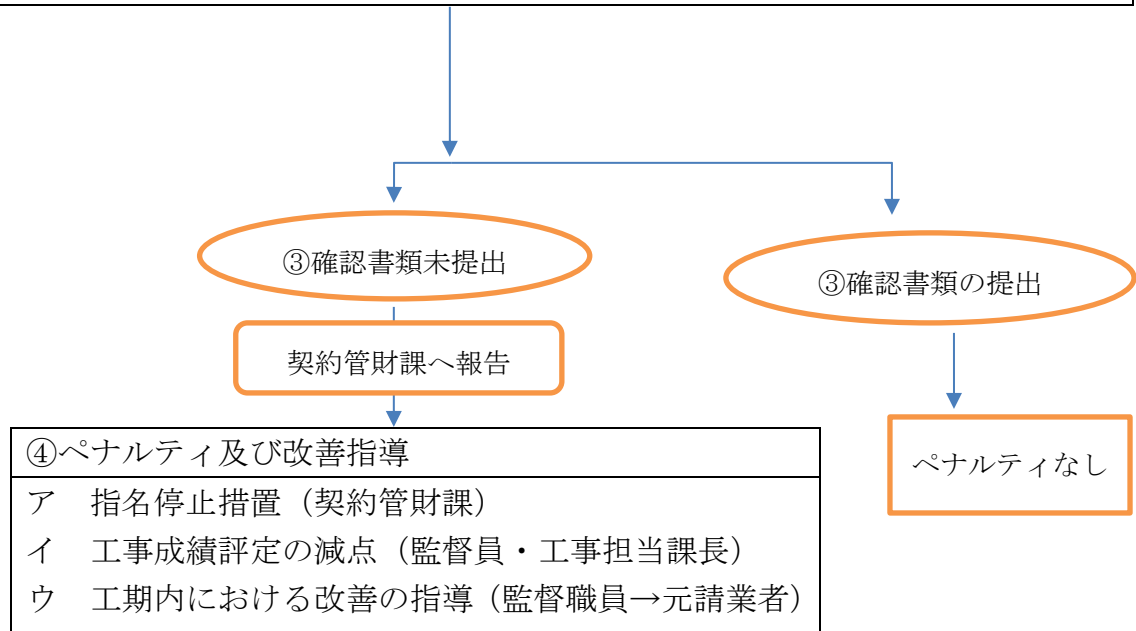 ③確認書類未提出
③確認書類の提出
契約管財課へ報告
④ペナルティ及び改善指導
ア　指名停止措置（契約管財課）
イ　工事成績評定の減点（監督員・工事担当課長）
ウ　工期内における改善の指導（監督職員→元請業者）
ペナルティなし